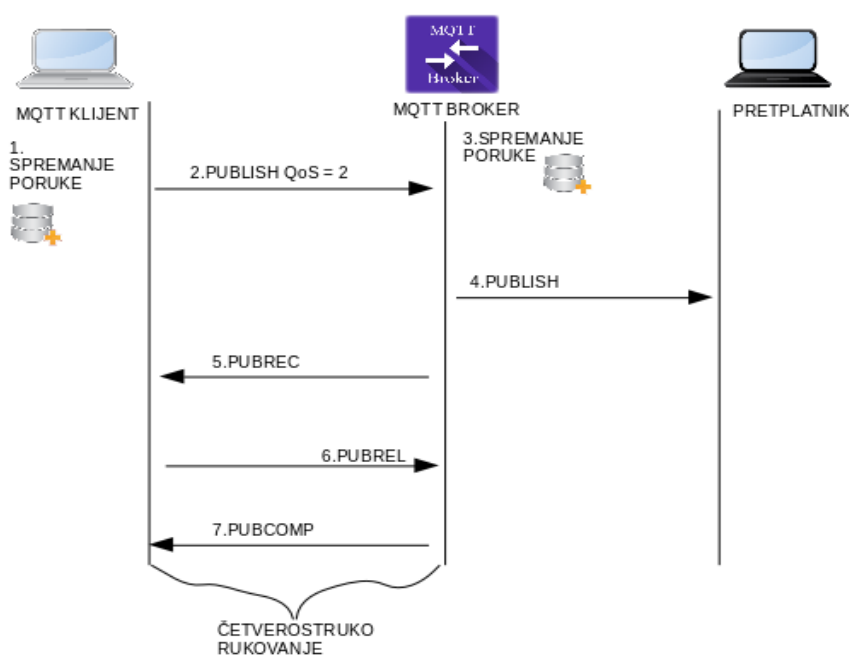 MQTT
Broker
MQTT KLIJENT
MQTT BROKER
PRETPLATNIK
1.
SPREMANJE
PORUKE
2.PUBLISH QoS = 2
3.SPREMANJE
PORUKE
4.PUBLISH
5.PUBREC
6.PUBREL
7.PUBCOMP
ČETVEROSTRUKO
RUKOVANJE